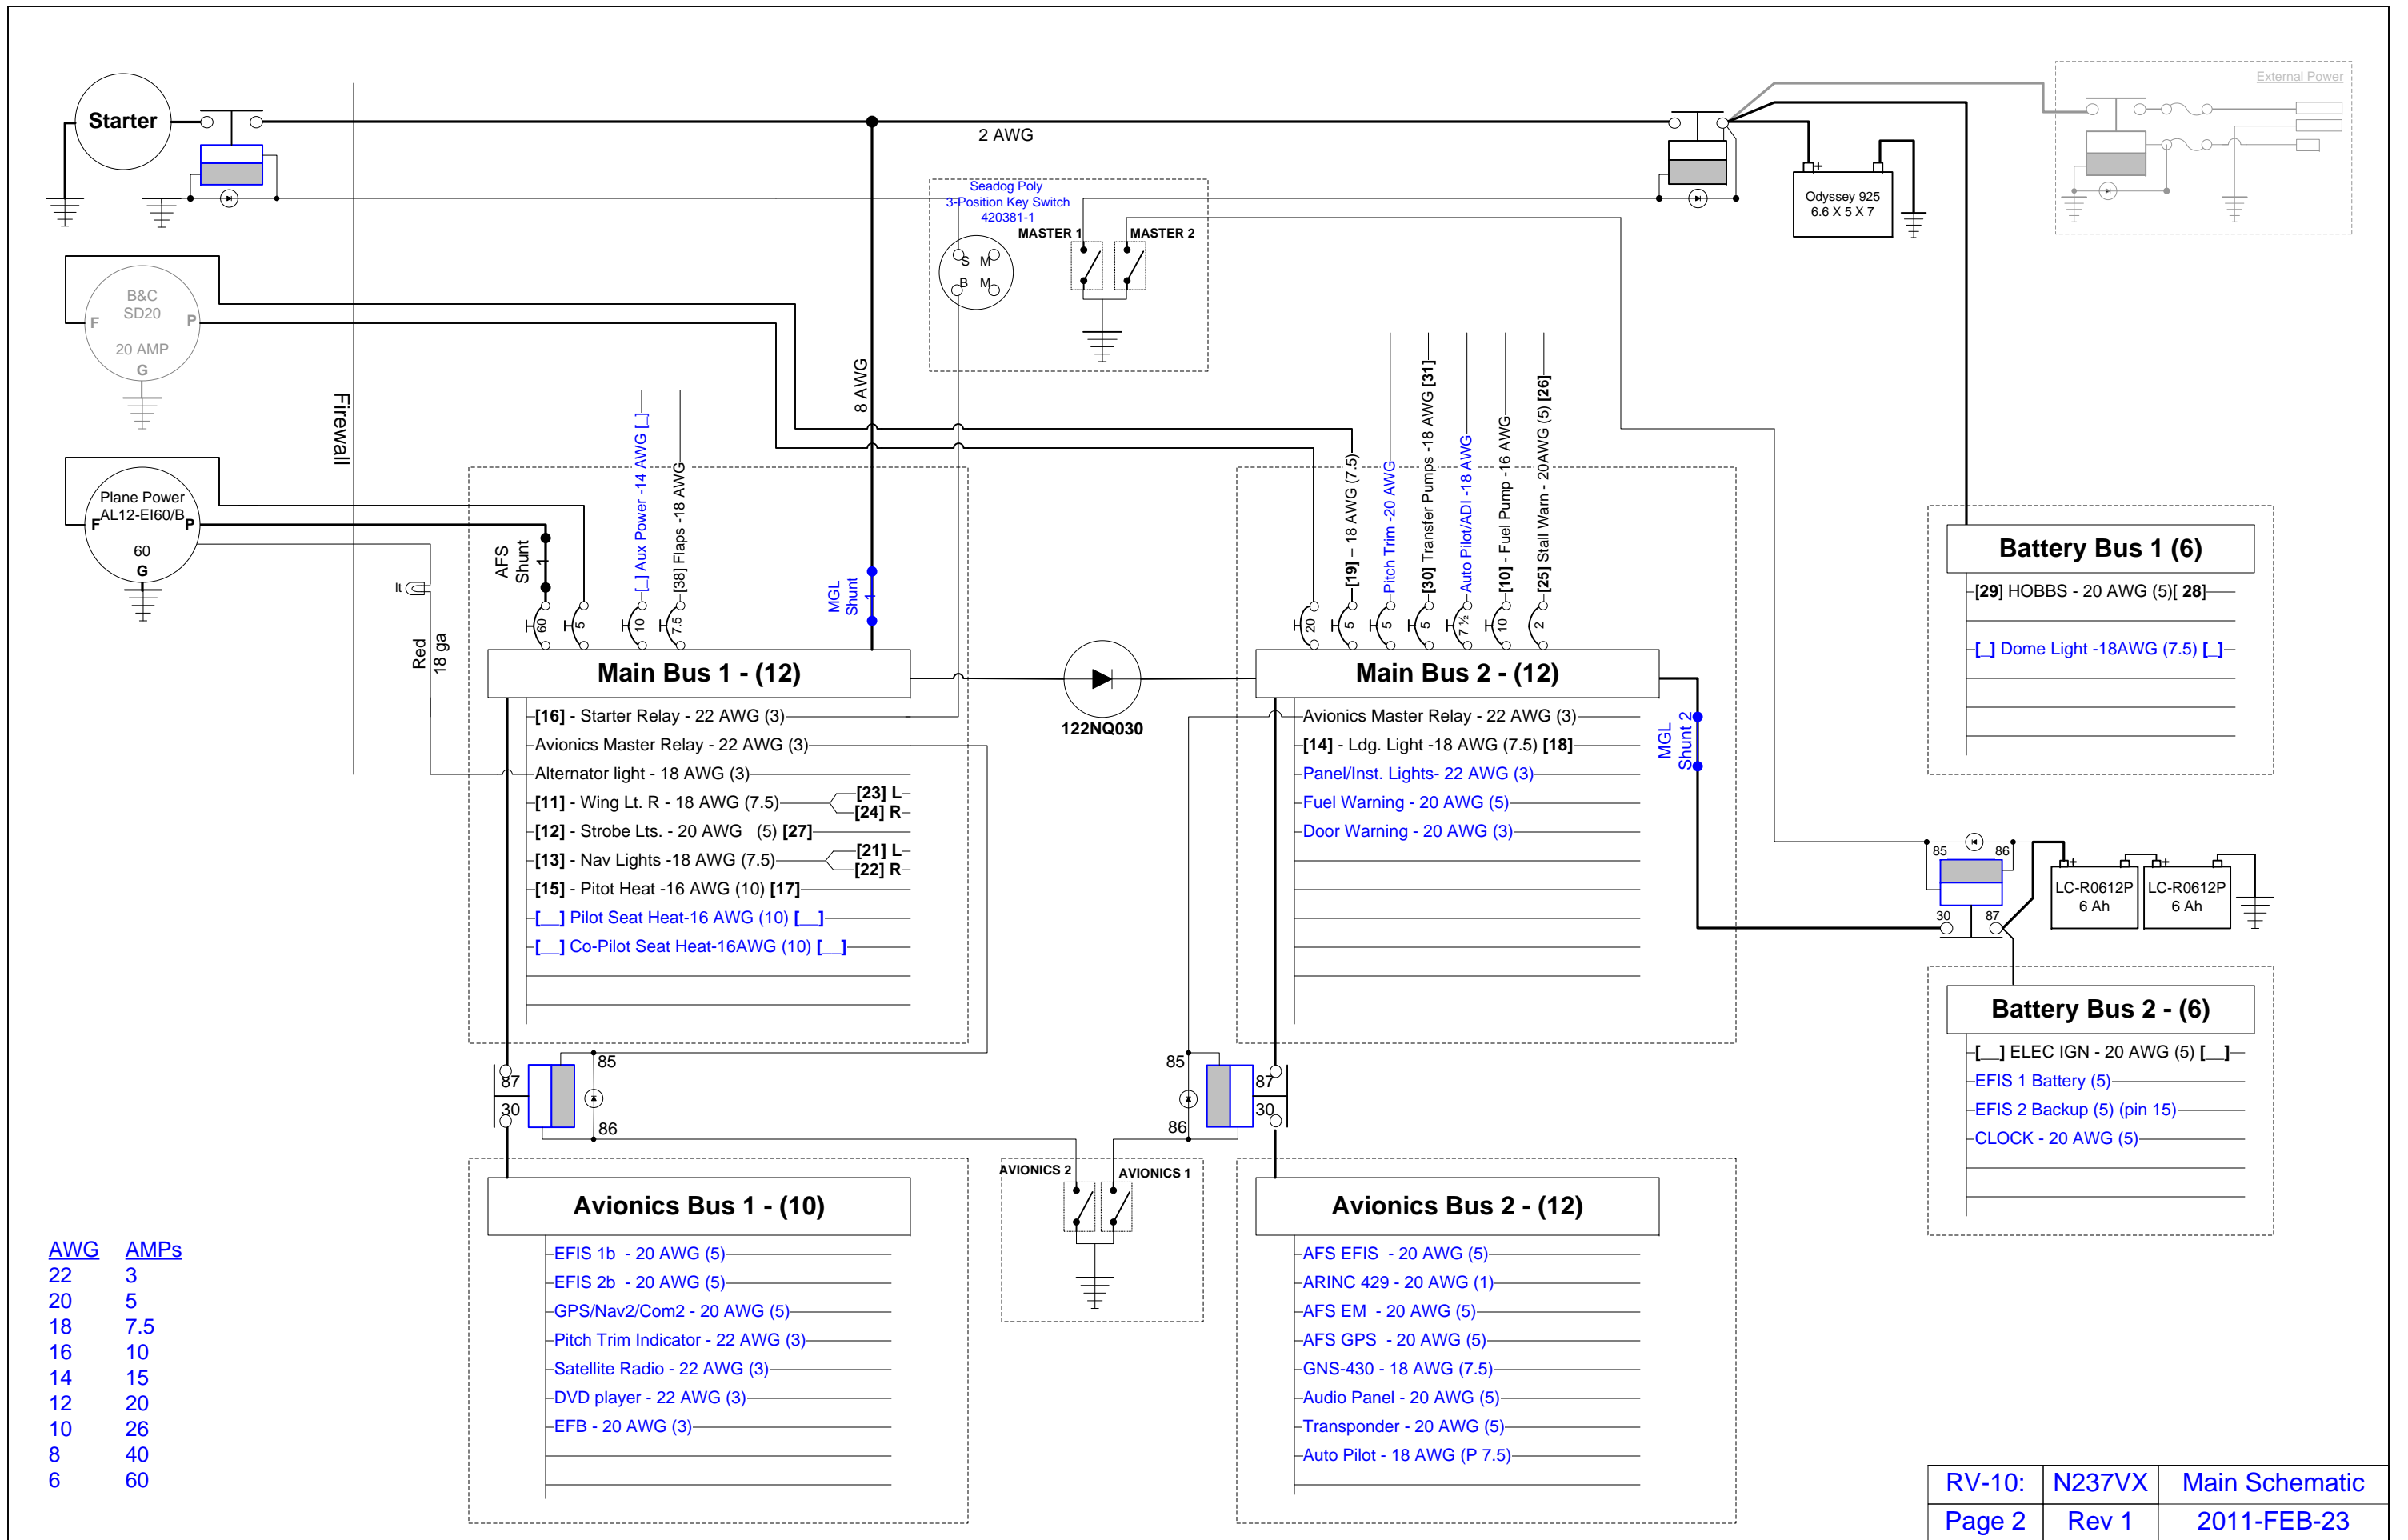 External Power
Starter
2 AWG
Seadog Poly
3-Position Key Switch
420381-1
MASTER 1
MASTER 2
S M
B M
Odyssey 925
6.6 X 5 X 7
+
B&C
SD20
20 AMP
F
P
G
Firewall
Plane Power
AL12-EI60/B
60
F
P
G
lt
Red
18 ga
8 AWG
AFS
Shunt
1
[_] Aux Power -14 AWG [_]
[38] Flaps -18 AWG
MGL
Shunt
1
60
5
10
7.5
[19] – 18 AWG (7.5)
Pitch Trim -20 AWG
[30] Transfer Pumps -18 AWG [31]
Auto Pilot/ADI -18 AWG
[10] - Fuel Pump -16 AWG
[25] Stall Warn - 20AWG (5) [26]
20
5
5
5
7 ½
10
2
Main Bus 1 - (12)
[16] - Starter Relay - 22 AWG (3)
Avionics Master Relay - 22 AWG (3)
Alternator light - 18 AWG (3)
[11] - Wing Lt. R - 18 AWG (7.5)
[23] L
[24] R
[12] - Strobe Lts. - 20 AWG (5) [27]
[13] - Nav Lights -18 AWG (7.5)
[21] L
[22] R
[15] - Pitot Heat -16 AWG (10) [17]
[__] Pilot Seat Heat-16 AWG (10) [__]
[__] Co-Pilot Seat Heat-16AWG (10) [__]
122NQ030
Main Bus 2 - (12)
Avionics Master Relay - 22 AWG (3)
[14] - Ldg. Light -18 AWG (7.5) [18]
Panel/Inst. Lights- 22 AWG (3)
Fuel Warning - 20 AWG (5)
Door Warning - 20 AWG (3)
MGL
Shunt 2
Battery Bus 1 (6)
[29] HOBBS - 20 AWG (5)[ 28]
[_] Dome Light -18AWG (7.5) [_]
85
86
30
87
+
+
LC-R0612P
6 Ah
LC-R0612P
6 Ah
Battery Bus 2 - (6)
[__] ELEC IGN - 20 AWG (5) [__]
EFIS 1 Battery (5)
EFIS 2 Backup (5) (pin 15)
CLOCK - 20 AWG (5)
87
30
85
86
85
86
87
30
AVIONICS 2
AVIONICS 1
Avionics Bus 1 - (10)
EFIS 1b - 20 AWG (5)
EFIS 2b - 20 AWG (5)
GPS/Nav2/Com2 - 20 AWG (5)
Pitch Trim Indicator - 22 AWG (3)
Satellite Radio - 22 AWG (3)
DVD player - 22 AWG (3)
EFB - 20 AWG (3)
Avionics Bus 2 - (12)
AFS EFIS - 20 AWG (5)
ARINC 429 - 20 AWG (1)
AFS EM - 20 AWG (5)
AFS GPS - 20 AWG (5)
GNS-430 - 18 AWG (7.5)
Audio Panel - 20 AWG (5)
Transponder - 20 AWG (5)
Auto Pilot - 18 AWG (P 7.5)
AWG AMPs
22 3
20 5
18 7.5
16 10
14 15
12 20
10 26
8 40
6 60
RV-10: N237VX Main Schematic
Page 2 Rev 1 2011-FEB-23